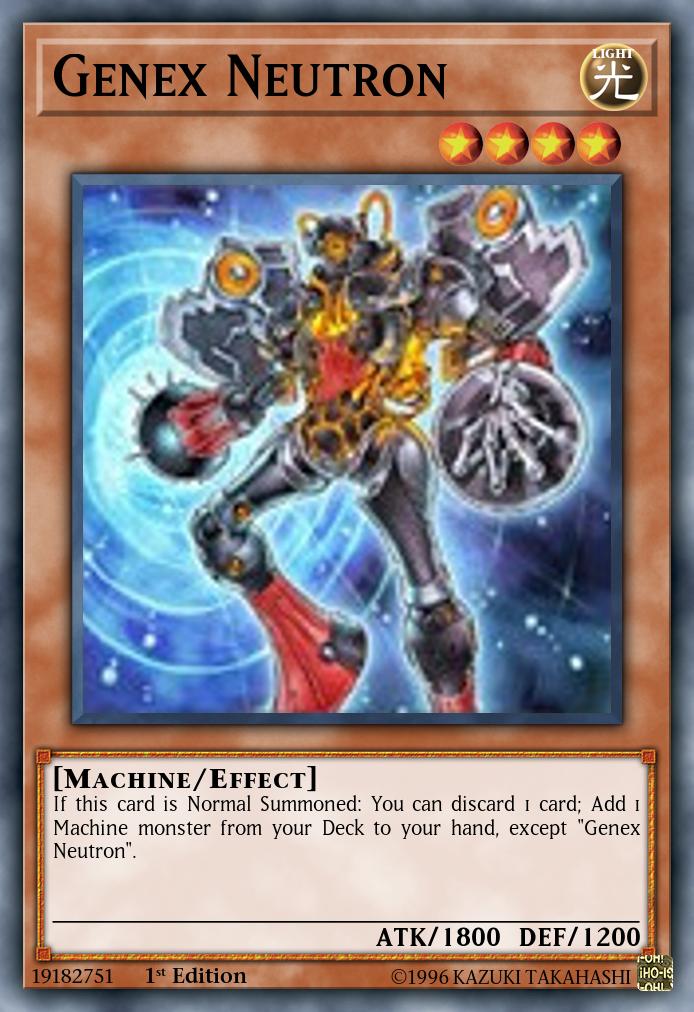 Genex Neutron
LIGHT
光
[Machine/Effect]
If this card is Normal Summoned: You can discard 1 card; Add 1
Machine monster from your Deck to your hand, except "Genex
Neutron".
ATK/1800 DEF/1200
19182751 1st Edition ©1996 KAZUKI TAKAHASHI